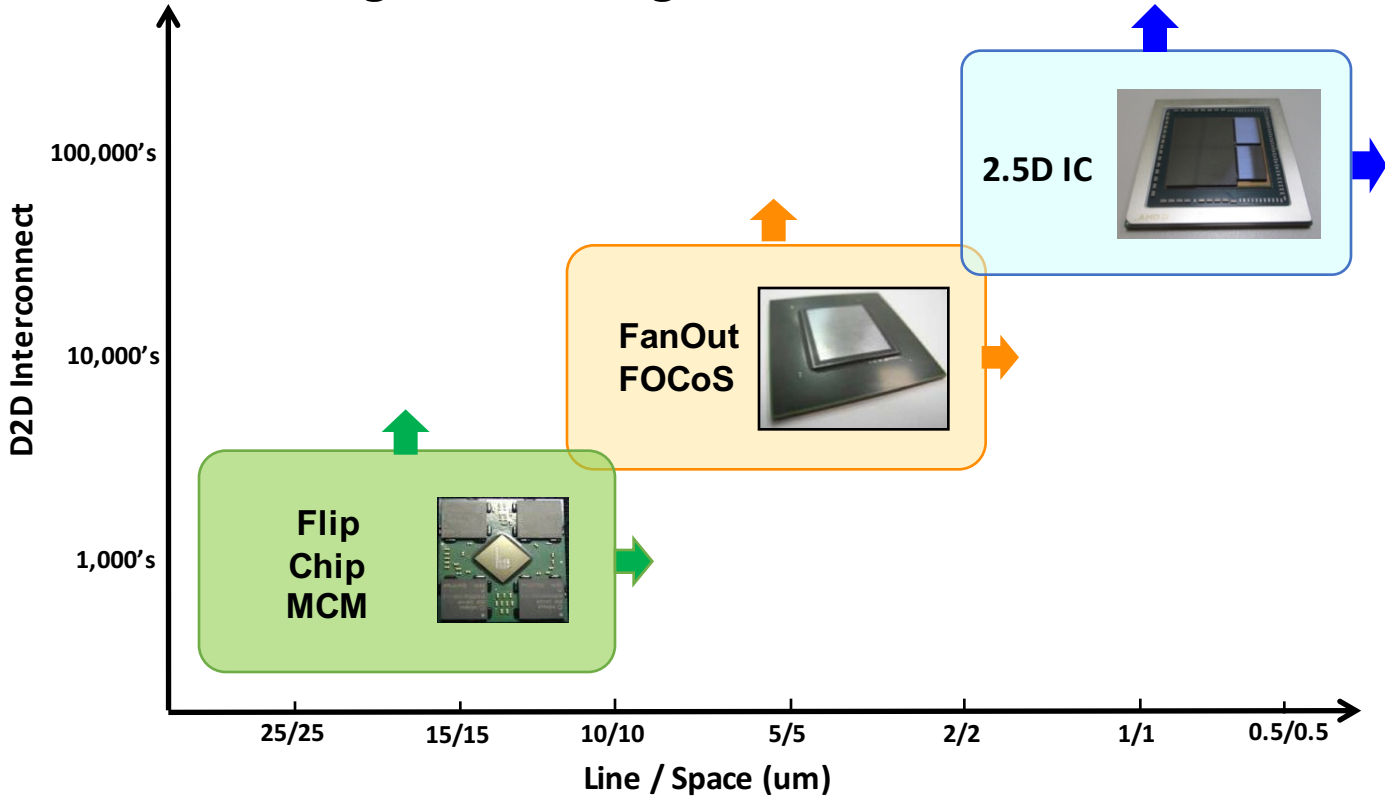 100,000's
10,000's
1,000's
D2D Interconnect
2.5D IC
FanOut
FOCoS
Flip
Chip
MCM
25/25
15/15
10/10
5/5
2/2
1/1
0.5/0.5
Line / Space (um)